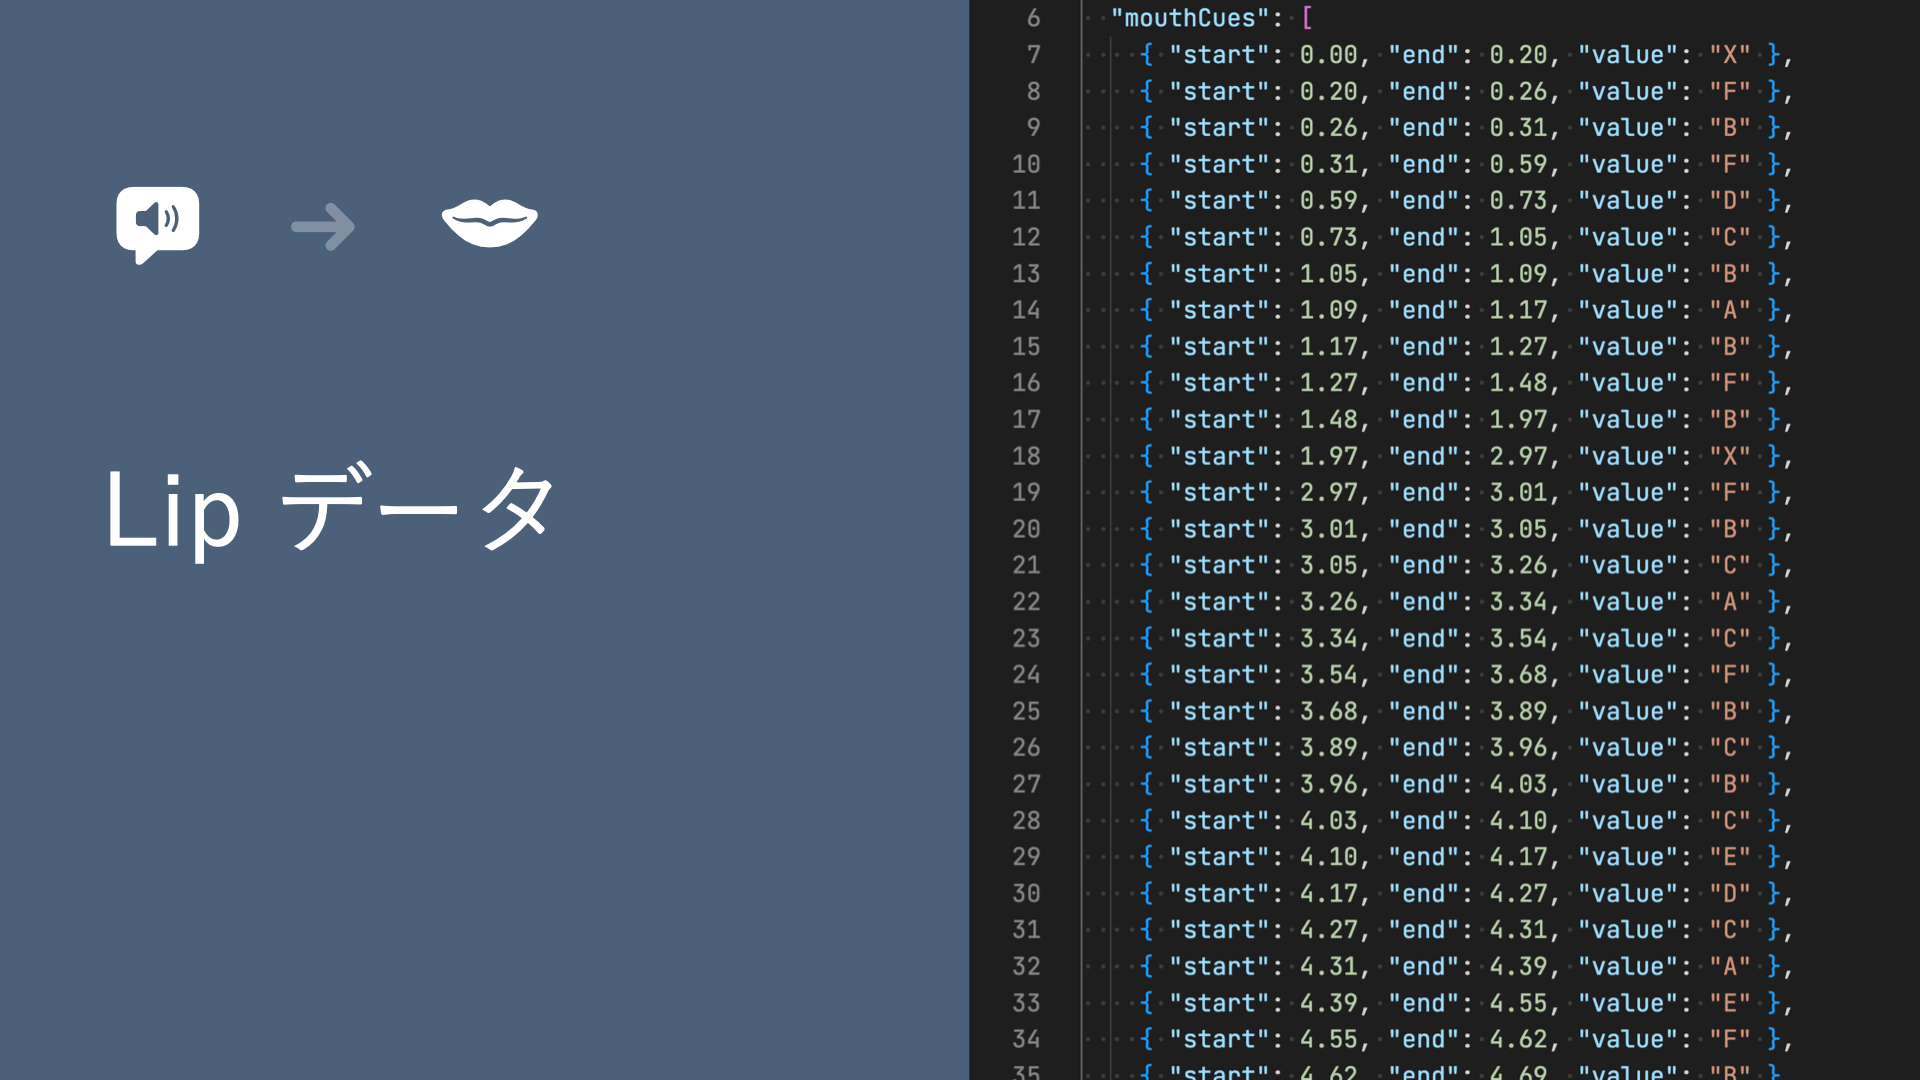 Lip データ
6 "mouthCues": [
7 { "start": 0.00, "end": 0.20, "value": "X" },
8 { "start": 0.20, "end": 0.26, "value": "F" },
9 { "start": 0.26, "end": 0.31, "value": "B" },
10 { "start": 0.31, "end": 0.59, "value": "F" },
11 { "start": 0.59, "end": 0.73, "value": "D" },
12 { "start": 0.73, "end": 1.05, "value": "C" },
13 { "start": 1.05, "end": 1.09, "value": "B" },
14 { "start": 1.09, "end": 1.17, "value": "A" },
15 { "start": 1.17, "end": 1.27, "value": "B" },
16 { "start": 1.27, "end": 1.48, "value": "F" },
17 { "start": 1.48, "end": 1.97, "value": "B" },
18 { "start": 1.97, "end": 2.97, "value": "X" },
19 { "start": 2.97, "end": 3.01, "value": "F" },
20 { "start": 3.01, "end": 3.05, "value": "B" },
21 { "start": 3.05, "end": 3.26, "value": "C" },
22 { "start": 3.26, "end": 3.34, "value": "A" },
23 { "start": 3.34, "end": 3.54, "value": "C" },
24 { "start": 3.54, "end": 3.68, "value": "F" },
25 { "start": 3.68, "end": 3.89, "value": "B" },
26 { "start": 3.89, "end": 3.96, "value": "C" },
27 { "start": 3.96, "end": 4.03, "value": "B" },
28 { "start": 4.03, "end": 4.10, "value": "C" },
29 { "start": 4.10, "end": 4.17, "value": "E" },
30 { "start": 4.17, "end": 4.27, "value": "D" },
31 { "start": 4.27, "end": 4.31, "value": "C" },
32 { "start": 4.31, "end": 4.39, "value": "A" },
33 { "start": 4.39, "end": 4.55, "value": "E" },
34 { "start": 4.55, "end": 4.62, "value": "F" },
35 { "start": 4.62, "end": 4.69, "value": "B" },